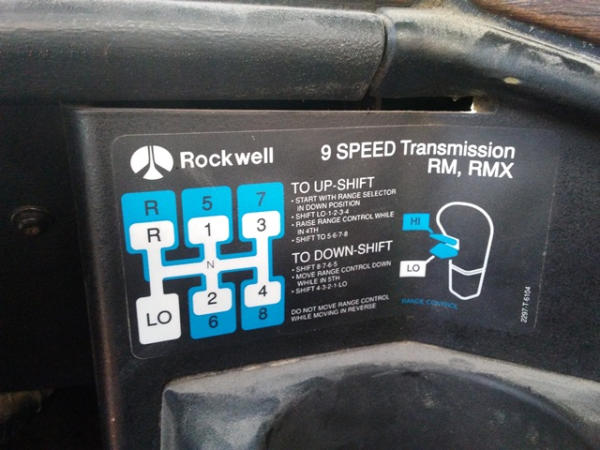 Rockwell
9 SPEED Transmission
RM, RMX
R 5 7
R 1 3
N
LO 2 4
6 8
TO UP-SHIFT
• START WITH RANGE SELECTOR
IN DOWN POSITION
• SHIFT LO-1-2-3-4
• RAISE RANGE CONTROL WHILE
IN 4TH
• SHIFT TO 5-6-7-8
TO DOWN-SHIFT
• SHIFT 8-7-6-5
• MOVE RANGE CONTROL DOWN
WHILE IN 5TH
• SHIFT 4-3-2-1-LO
DO NOT MOVE RANGE CONTROL
WHILE MOVING IN REVERSE
HI
LO
RANGE CONTROL
2297-T-6104